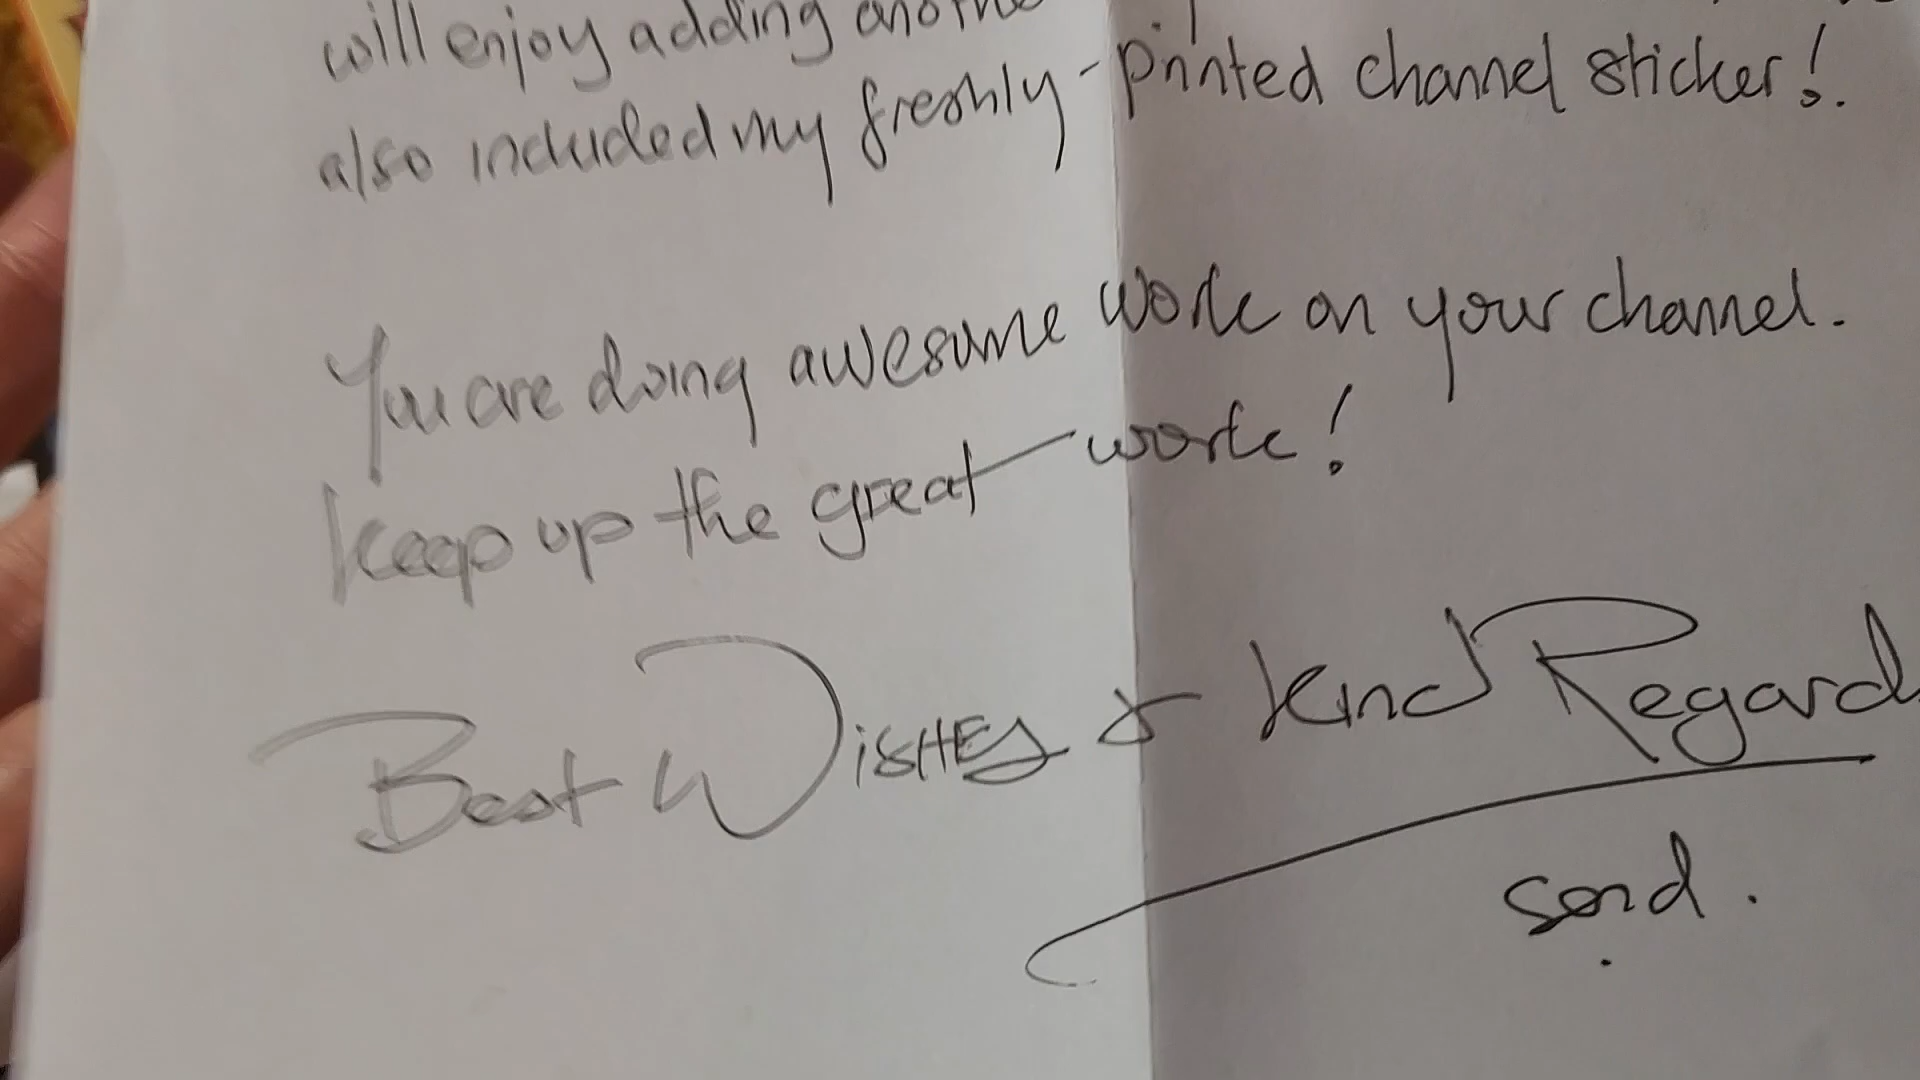 will enjoy adding
also included my freshly-printed channel sticker!.
You are doing awesome work on your channel.
keep up the great work!
Best Wishes & Kind Regard